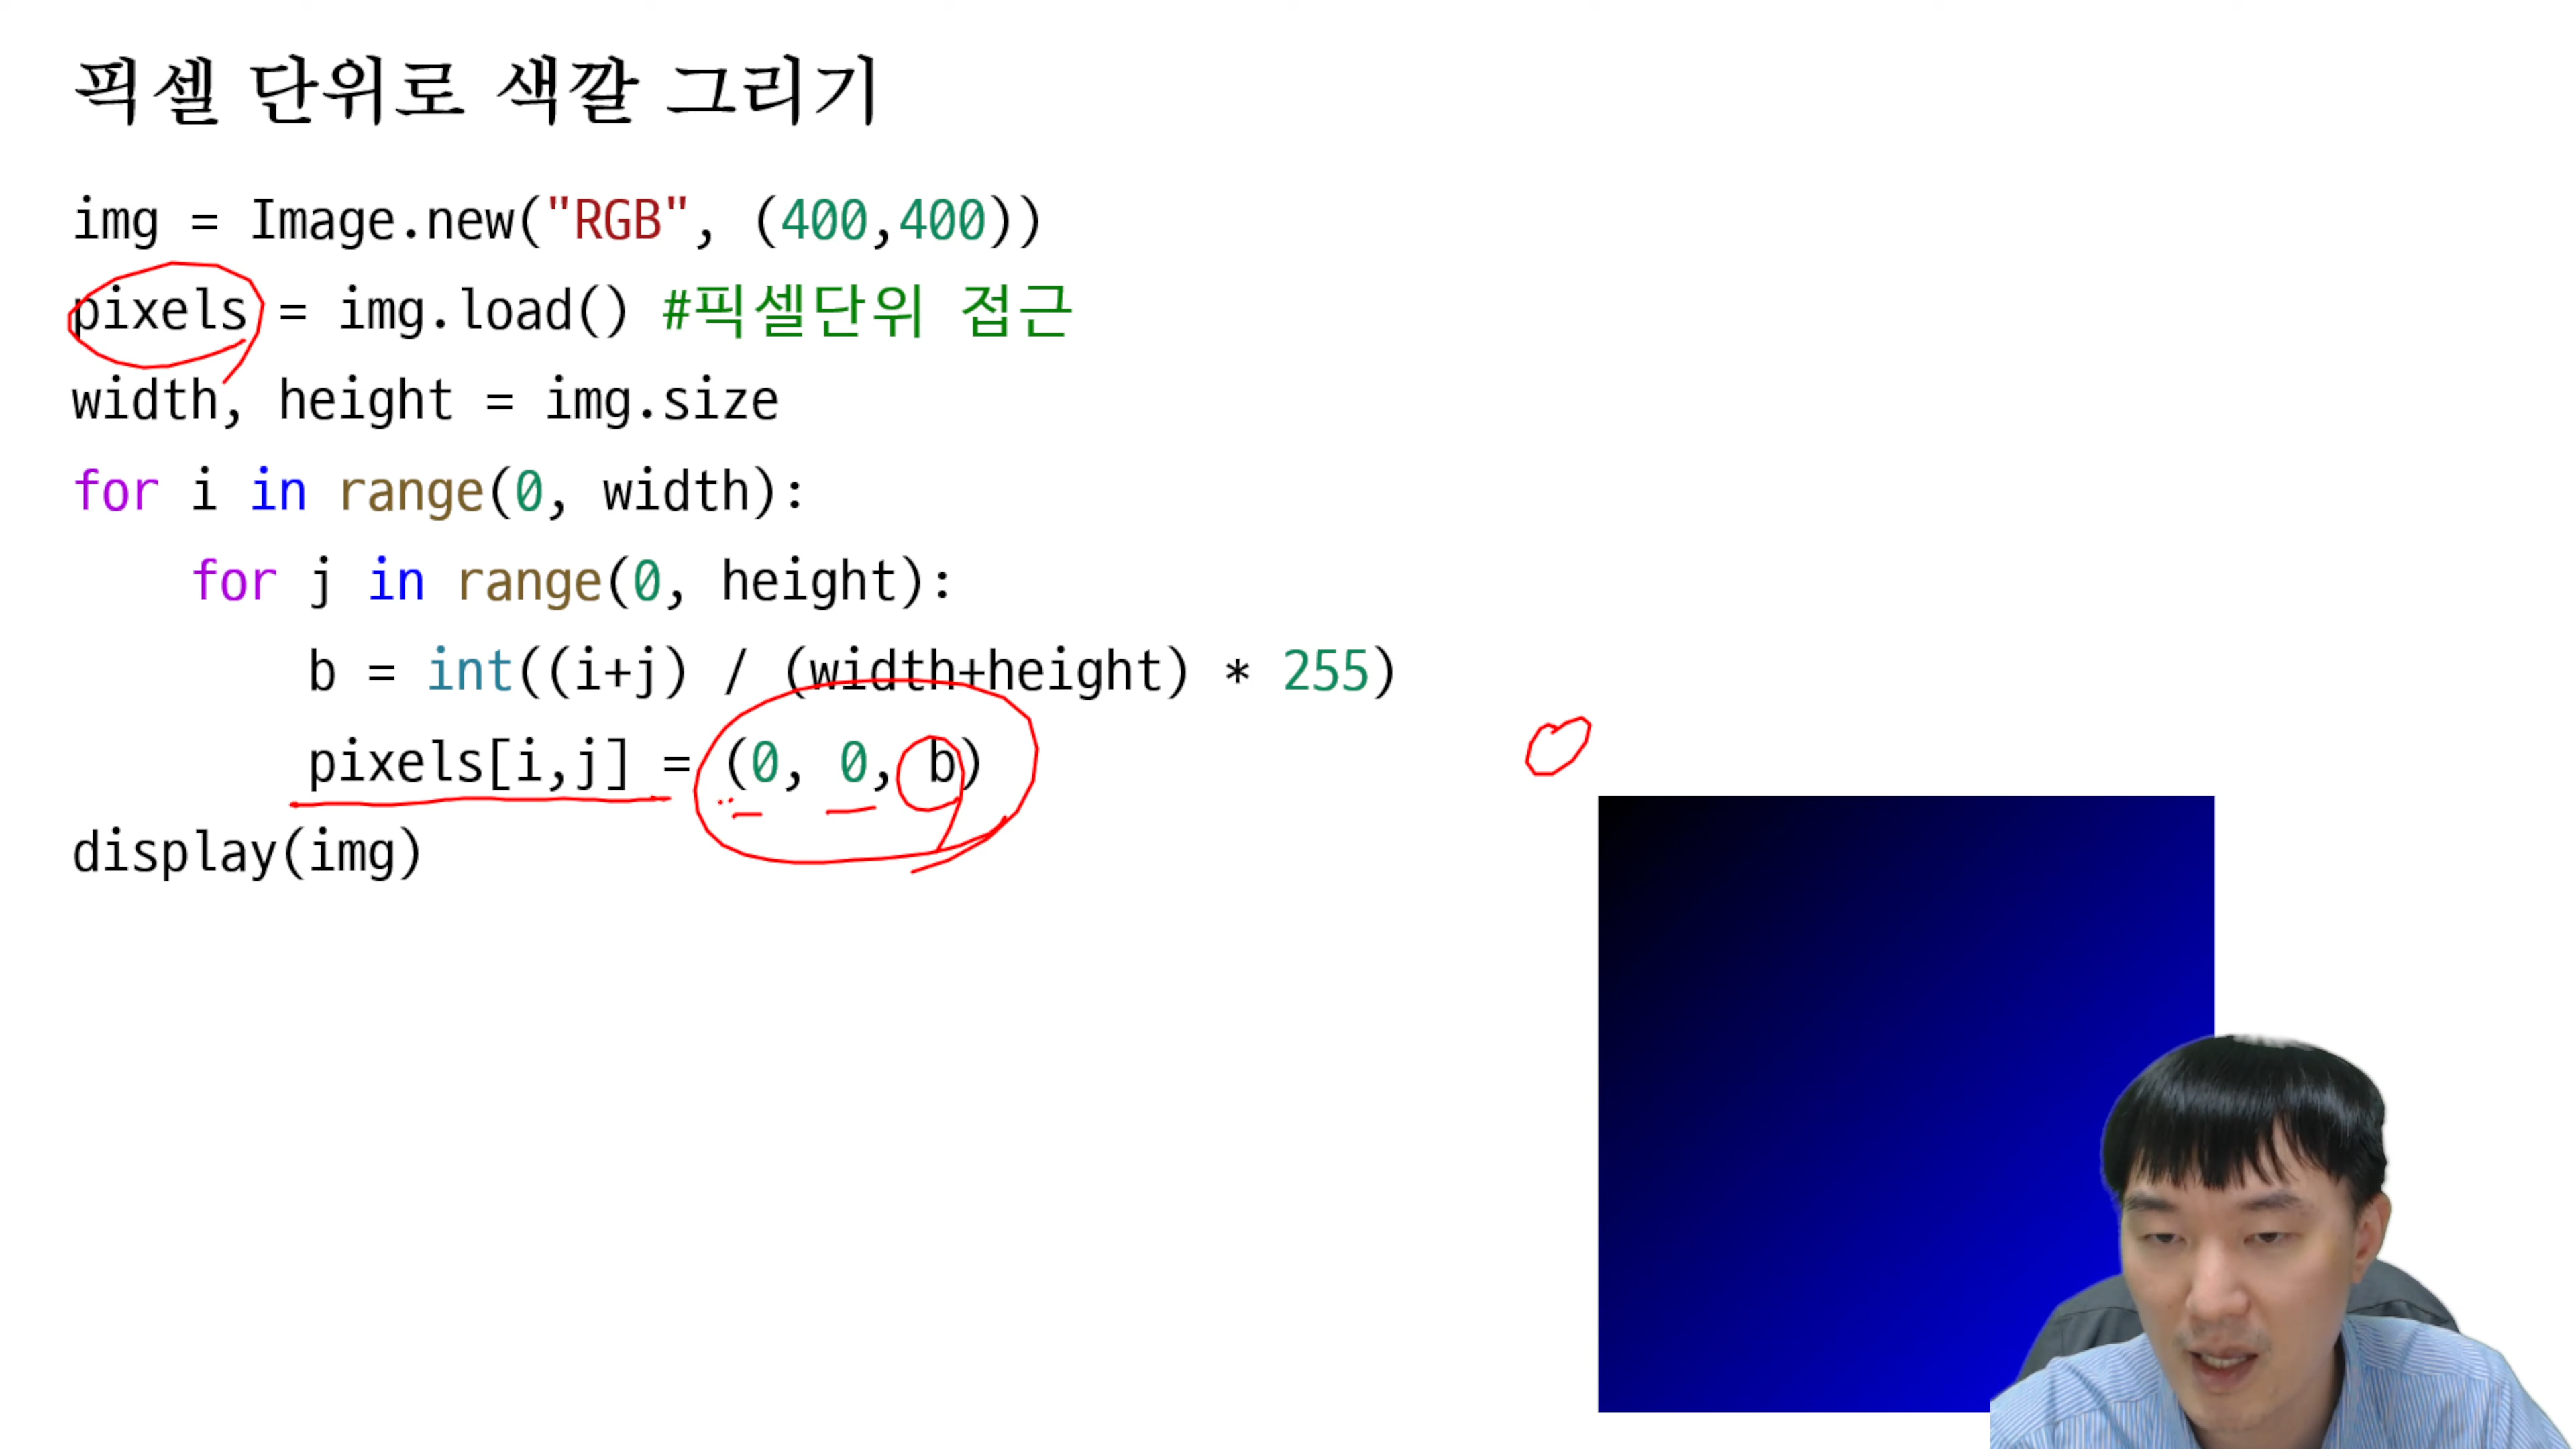 픽셀 단위로 색깔 그리기
img = Image.new("RGB", (400,400))
pixels = img.load() #픽셀단위 접근
width, height = img.size
for i in range(0, width):
    for j in range(0, height):
        b = int((i+j) / (width+height) * 255)
        pixels[i,j] = (0, 0, b)
display(img)